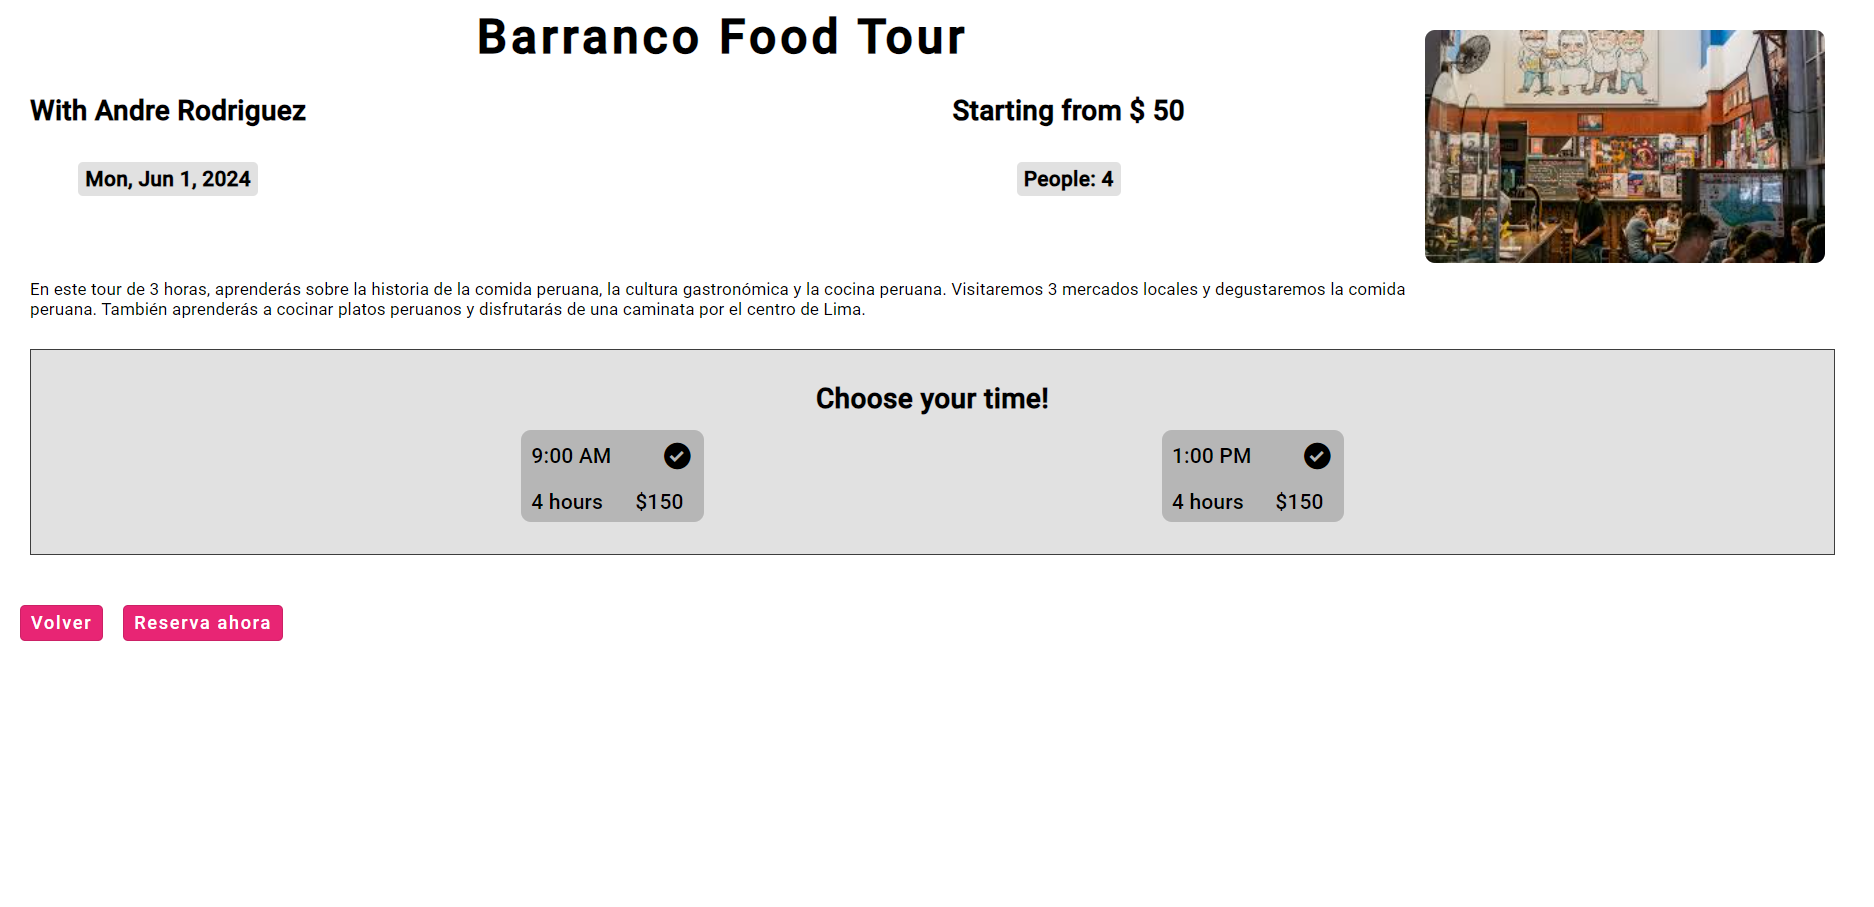 Barranco Food Tour
With Andre Rodriguez
Starting from $ 50
Mon, Jun 1, 2024
People: 4
En este tour de 3 horas, aprenderás sobre la historia de la comida peruana, la cultura gastronómica y la cocina peruana. Visitaremos 3 mercados locales y degustaremos la comida
peruana. También aprenderás a cocinar platos peruanos y disfrutarás de una caminata por el centro de Lima.
Choose your time!
9:00 AM
4 hours $150
1:00 PM
4 hours $150
Volver
Reserva ahora